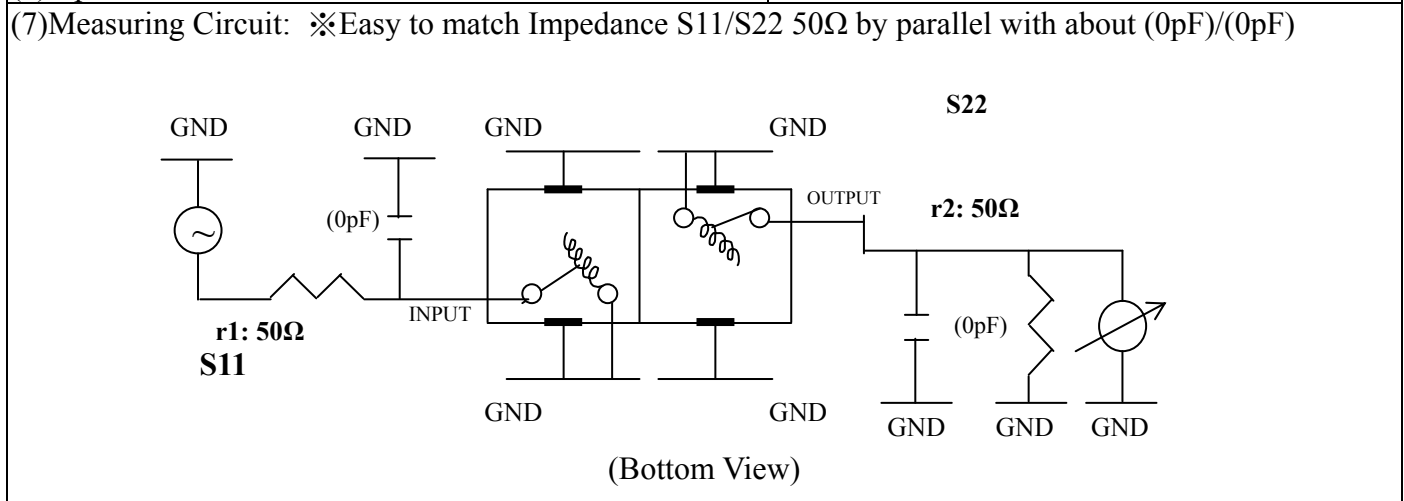 (7)Measuring Circuit: ※Easy to match Impedance S11/S22 50Ω by parallel with about (0pF)/(0pF)
S22
GND GND GND GND
OUTPUT
r2: 50Ω
(0pF)
~
INPUT
(0pF)
r1: 50Ω
S11
GND GND
GND GND GND
(Bottom View)